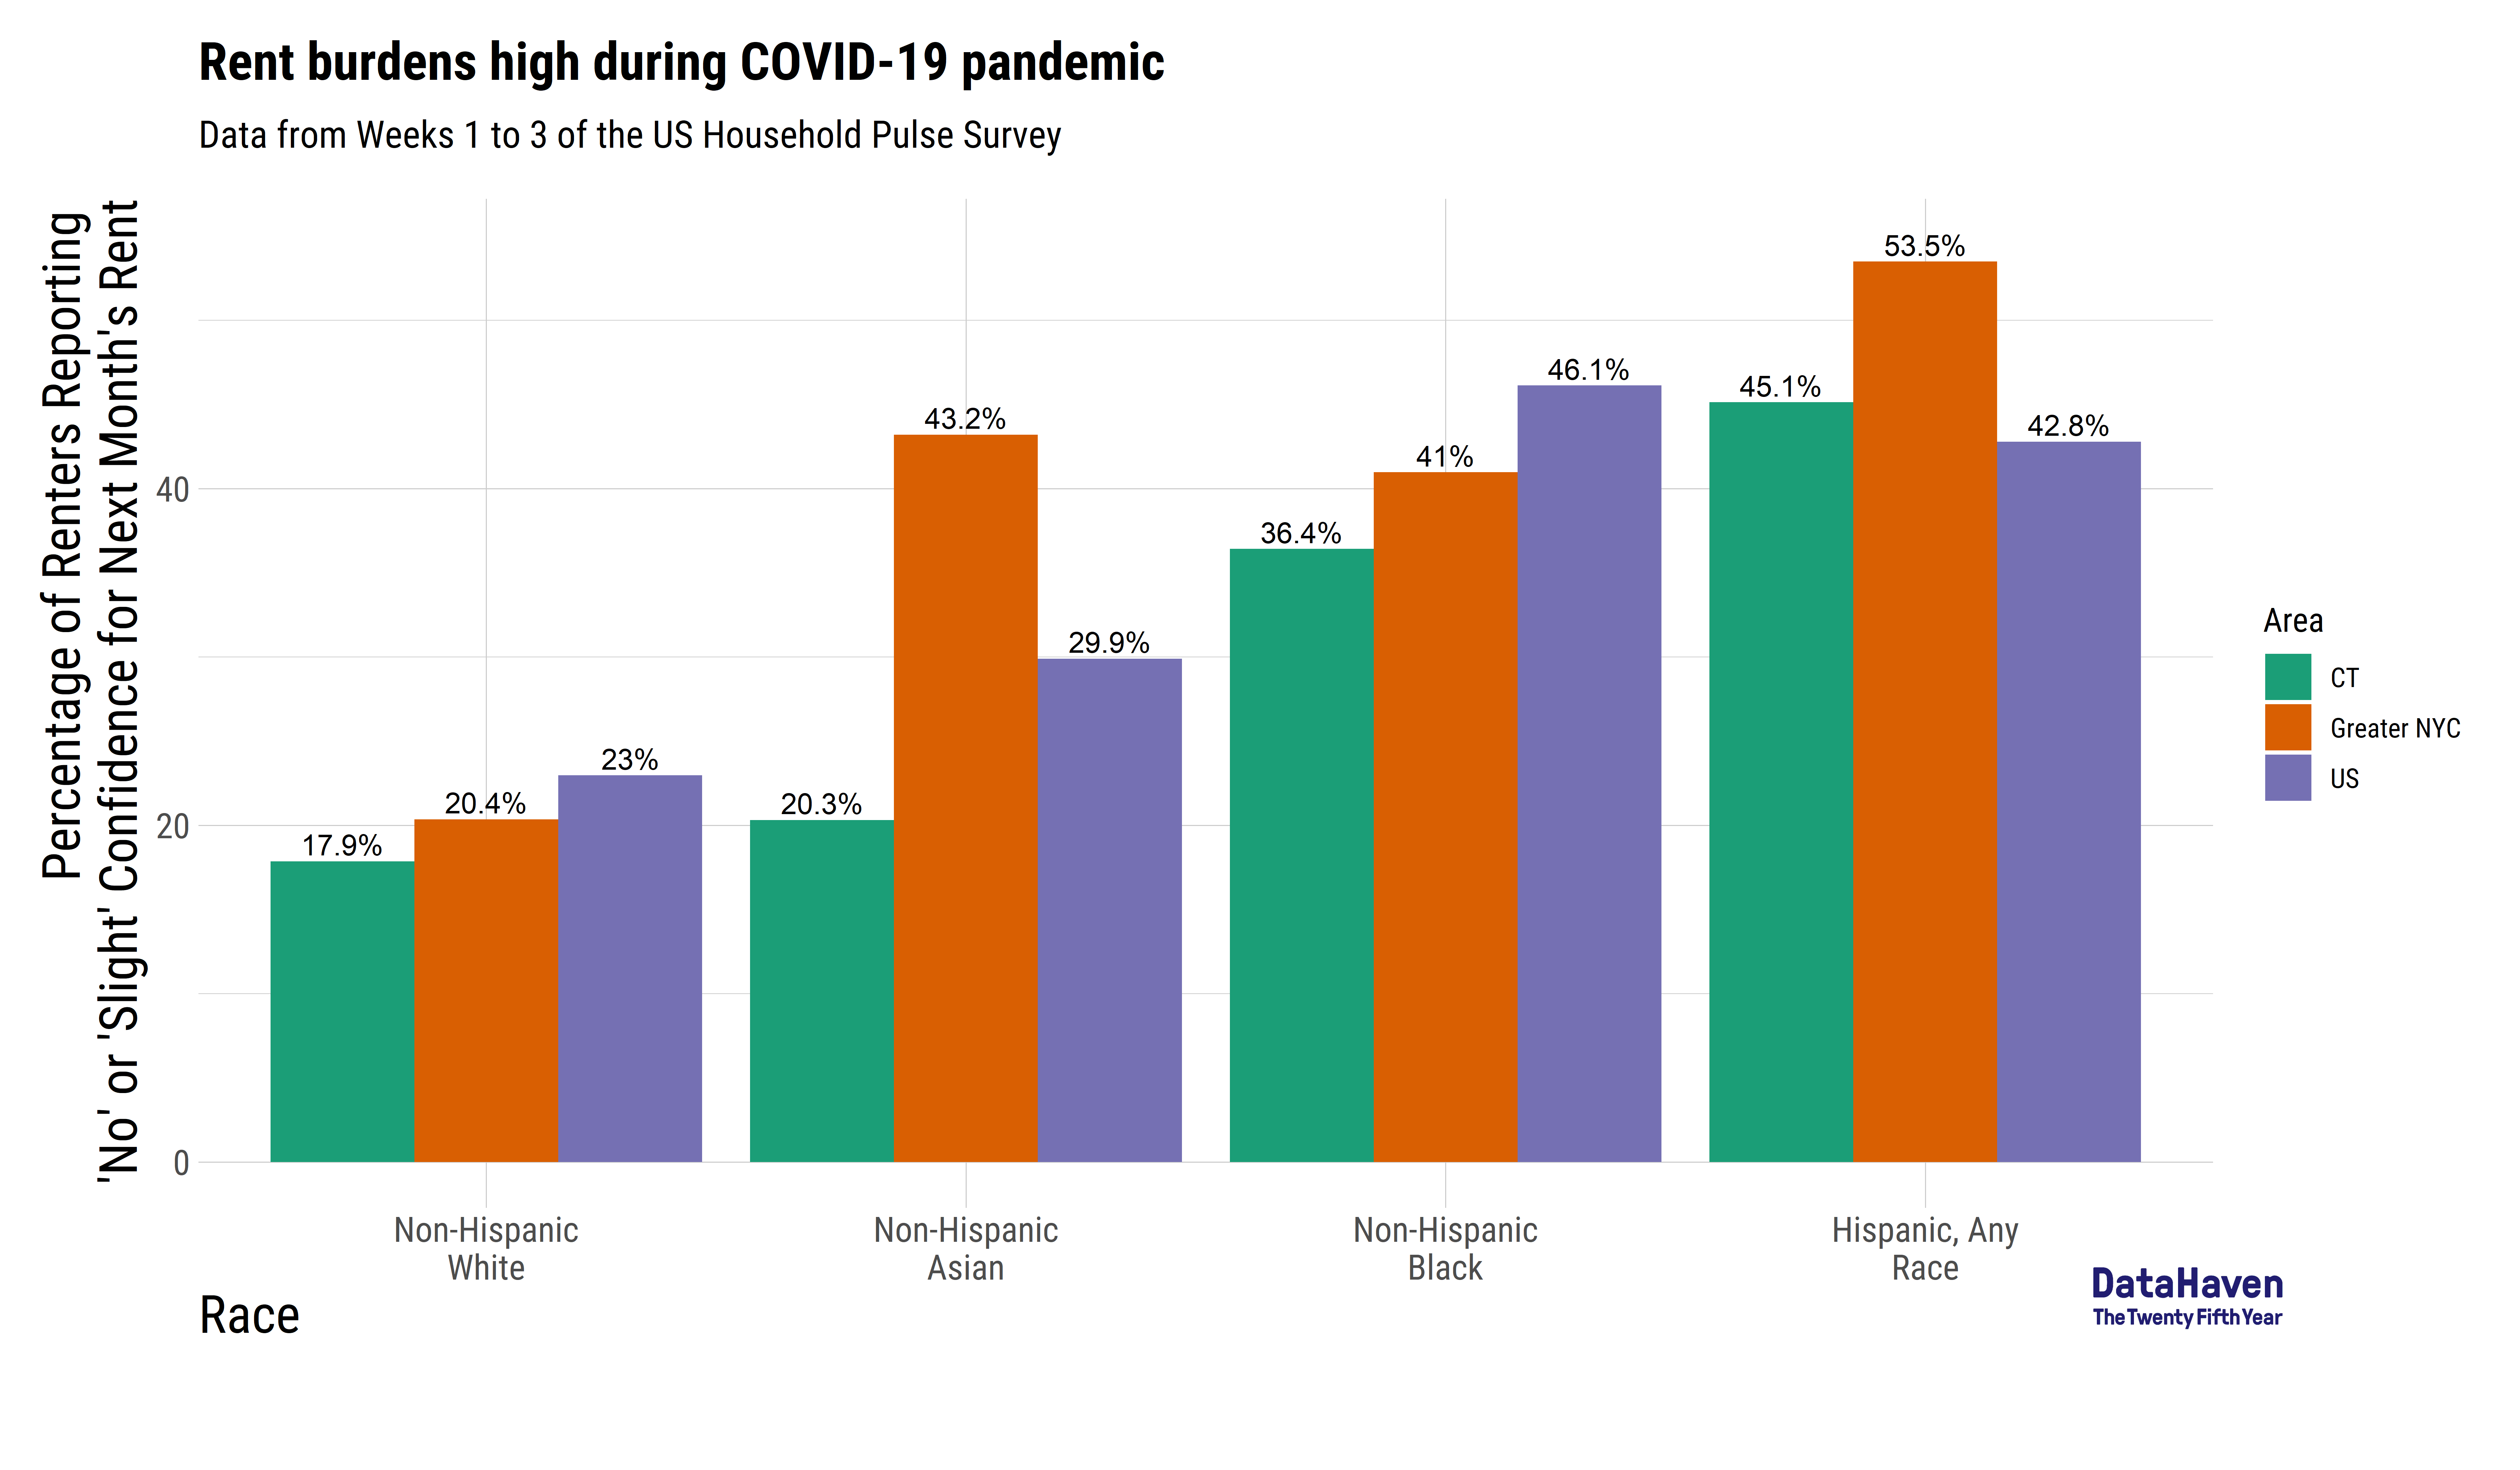 Rent burdens high during COVID-19 pandemic
Data from Weeks 1 to 3 of the US Household Pulse Survey
Percentage of Renters Reporting
'No' or 'Slight' Confidence for Next Month's Rent
40
20
0
17.9%
20.4%
23%
20.3%
43.2%
29.9%
36.4%
41%
46.1%
45.1%
53.5%
42.8%
Non-Hispanic
White
Non-Hispanic
Asian
Non-Hispanic
Black
Hispanic, Any
Race
Race
Area
CT
Greater NYC
US
DataHaven
The Twenty Fifth Year